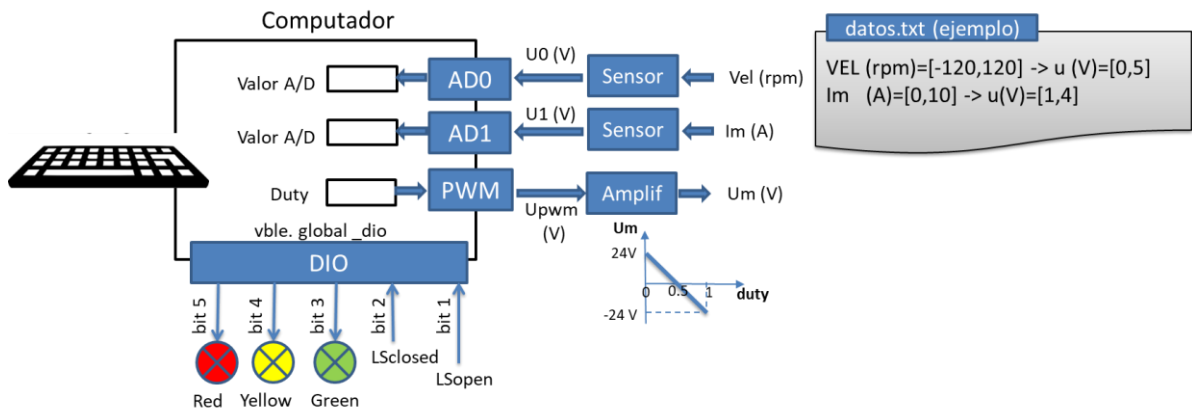 Computador
Valor A/D
AD0
U0 (V)
Sensor
Vel (rpm)
Valor A/D
AD1
U1 (V)
Sensor
Im (A)
Duty
PWM
Upwm
(V)
Amplif
Um (V)
vble. global _dio
DIO
bit 5
bit 4
bit 3
bit 2
bit 1
LSclosed
LSopen
Red
Yellow
Green
Um
24V
0
0.5
1
duty
-24 V
datos.txt (ejemplo)
VEL (rpm)=[-120,120] -> u (V)=[0,5]
Im (A)=[0,10] -> u(V)=[1,4]